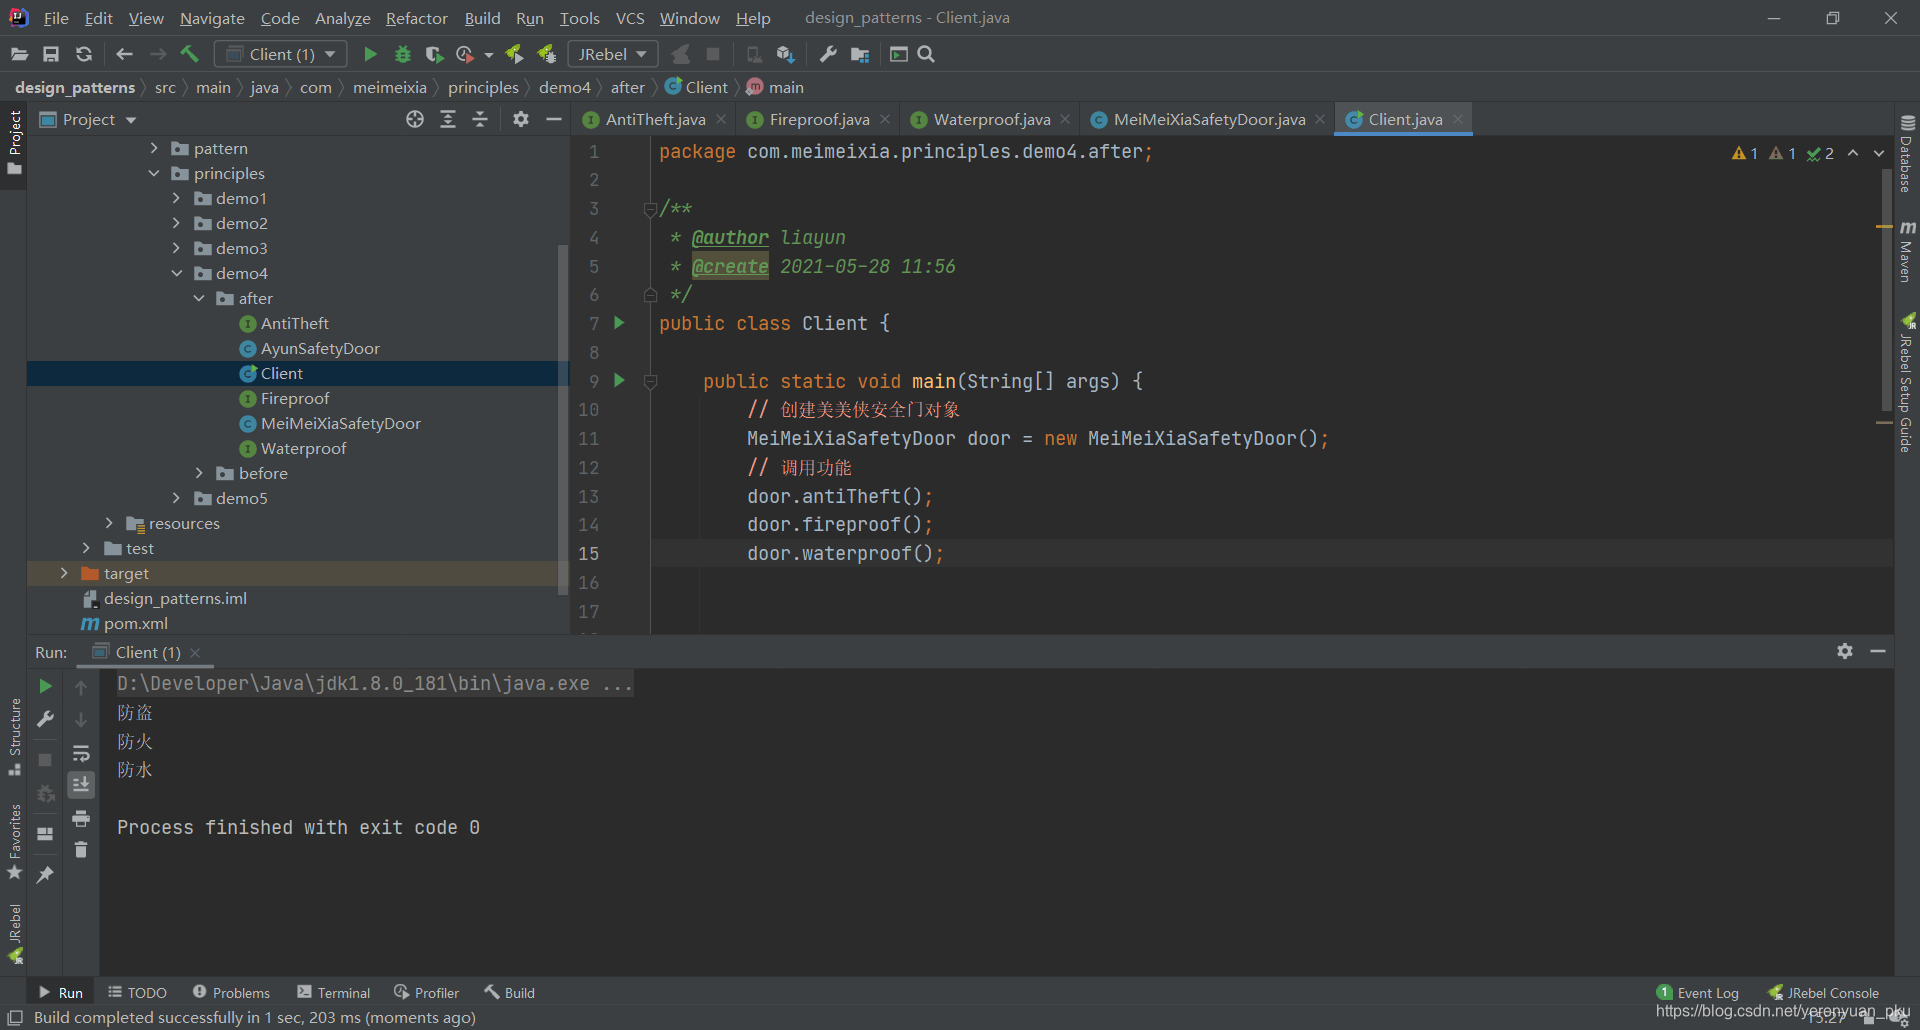 File Edit View Navigate Code Analyze Refactor Build Run Tools VCS Window Help design_patterns - Client.java
Client (1) JRebel
design_patterns src main java com meimeixia principles demo4 after Client main
Project
AntiTheft.java Fireproof.java Waterproof.java MeiMeiXiaSafetyDoor.java Client.java
pattern
principles
demo1
demo2
demo3
demo4
after
AntiTheft
AyunSafetyDoor
Client
Fireproof
MeiMeiXiaSafetyDoor
Waterproof
before
demo5
resources
test
target
design_patterns.iml
pom.xml
1 package com.meimeixia.principles.demo4.after;
2
3 /**
4 * @author liayun
5 * @create 2021-05-28 11:56
6 */
7 public class Client {
8
9 public static void main(String[] args) {
10 // 创建美美侠安全门对象
11 MeiMeiXiaSafetyDoor door = new MeiMeiXiaSafetyDoor();
12 // 调用功能
13 door.antiTheft();
14 door.fireproof();
15 door.waterproof();
16
17
1 1 2
Project
Structure
Favorites
JRebel
Database
Maven
JRebel Setup Guide
Run: Client (1)
D:\Developer\Java\jdk1.8.0_181\bin\java.exe ...
防盗
防火
防水
Process finished with exit code 0
Run TODO Problems Terminal Profiler Build
1 Event Log JRebel Console
Build completed successfully in 1 sec, 203 ms (moments ago)
15:27
https://blog.csdn.net/yerenyuan_pku